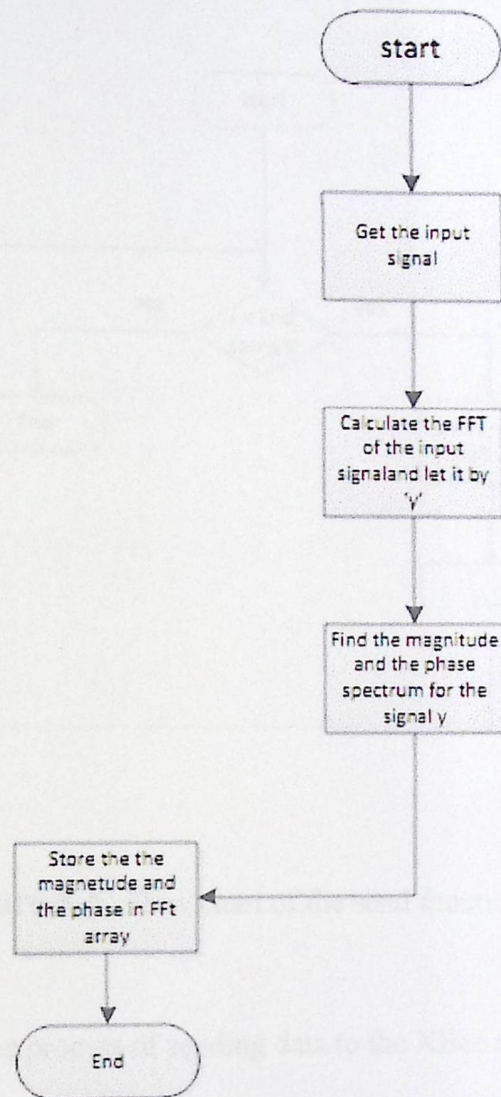 start
Get the input
signal
Calculate the FFT
of the input
signaland let it by
'y'
Find the magnitude
and the phase
spectrum for the
signal y
Store the the
magnetude and
the phase in FFt
array
End